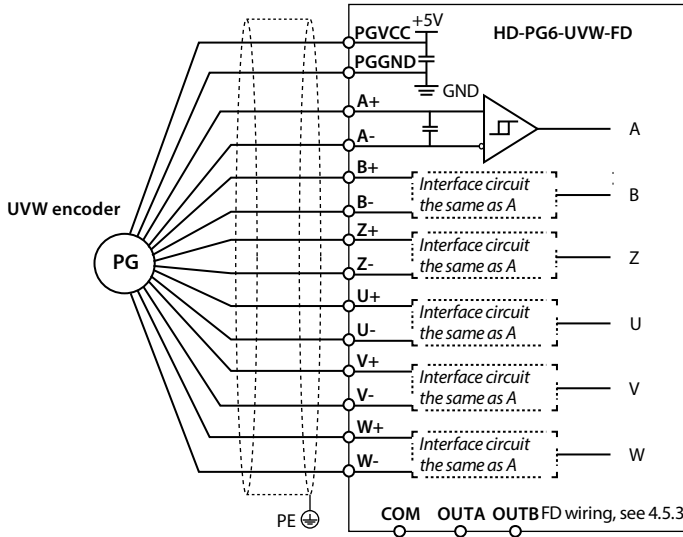 PGVCC +5V HD-PG6-UVW-FD
PGGND
GND
A+
A
A-
B+
Interface circuit
the same as A
B
B-
UVW encoder
Z+
Interface circuit
the same as A
Z
Z-
PG
U+
Interface circuit
the same as A
U
U-
V+
Interface circuit
the same as A
V
V-
W+
Interface circuit
the same as A
W
W-
PE
COM OUTA OUTB FD wiring, see 4.5.3